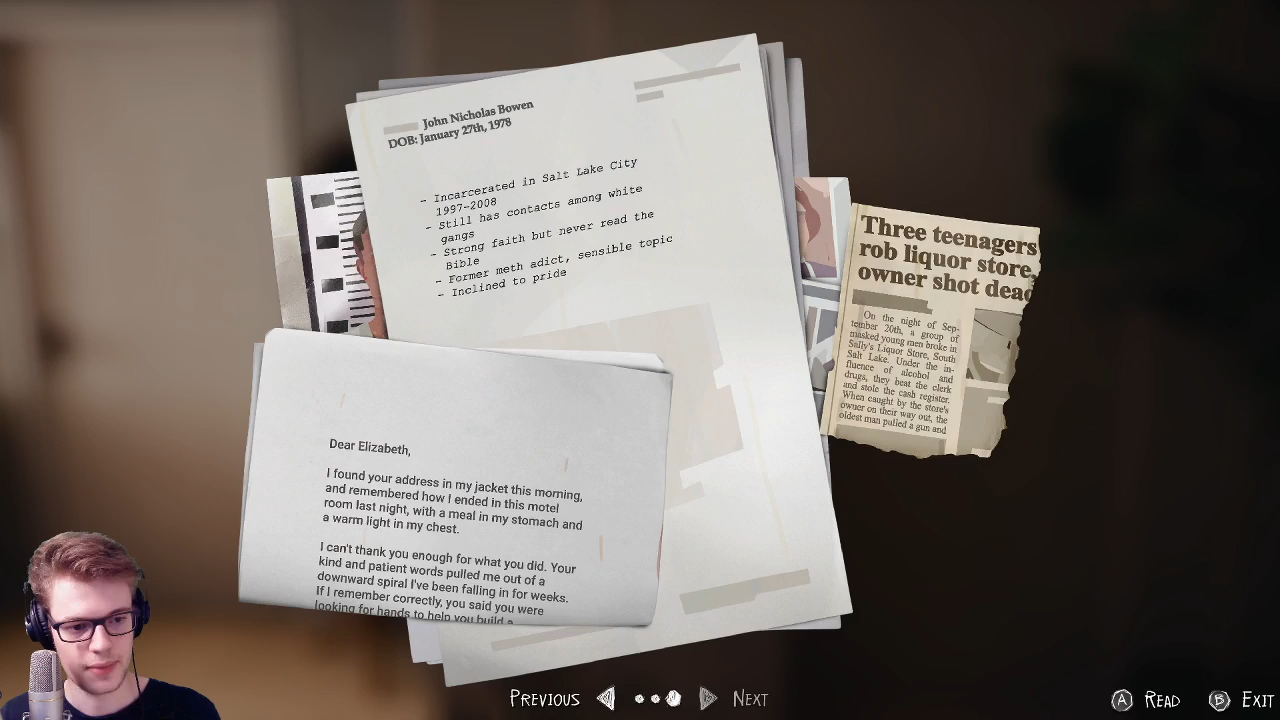 John Nicholas Bowen
DOB: January 27th, 1978
- Incarcerated in Salt Lake City
1997-2008
- Still has contacts among white
gangs
- Strong faith but never read the
Bible
- Former meth adict, sensible topic
- Inclined to pride
Three teenagers
rob liquor store,
owner shot dead
On the night of Sep-
tember 20th, a group of
masked young men broke in
Sally's Liquor Store, South
Salt Lake. Under the in-
fluence of alcohol and
drugs, they beat the clerk
and stole the cash register.
When caught by the store's
owner on their way out, the
oldest man pulled a gun and
Dear Elizabeth,
I found your address in my jacket this morning,
and remembered how I ended in this motel
room last night, with a meal in my stomach and
a warm light in my chest.
I can't thank you enough for what you did. Your
kind and patient words pulled me out of a
downward spiral I've been falling in for weeks.
If I remember correctly, you said you were
looking for hands to help you build a
PREVIOUS NEXT
A READ B EXIT